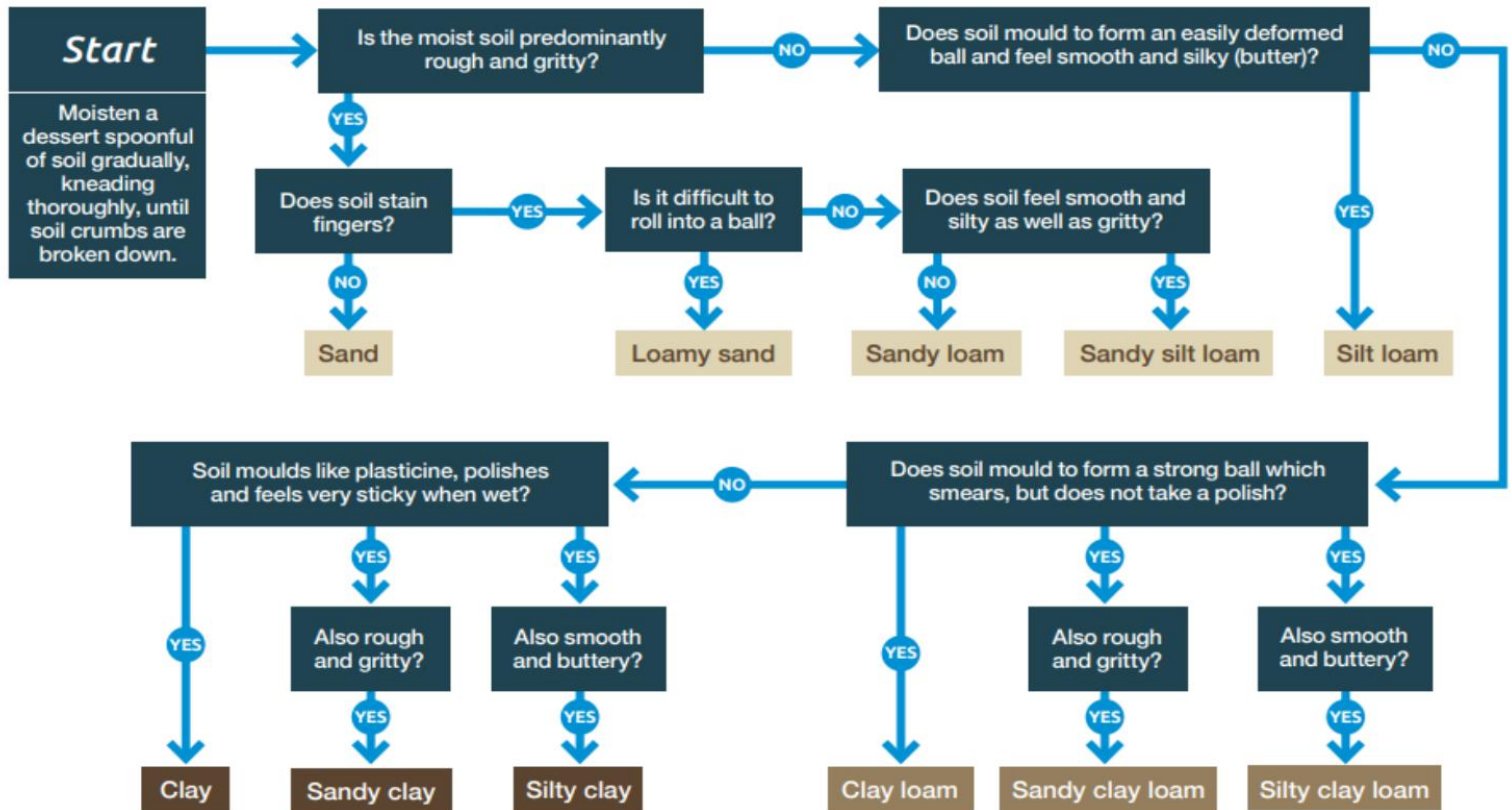 Start
Moisten a
dessert spoonful
of soil gradually,
kneading
thoroughly, until
soil crumbs are
broken down.
Is the moist soil predominantly
rough and gritty?
NO
Does soil mould to form an easily deformed
ball and feel smooth and silky (butter)?
NO
YES
Does soil stain
fingers?
YES
Is it difficult to
roll into a ball?
NO
Does soil feel smooth and
silty as well as gritty?
YES
NO
YES
NO
YES
Sand
Loamy sand
Sandy loam
Sandy silt loam
Silt loam
Soil moulds like plasticine, polishes
and feels very sticky when wet?
NO
Does soil mould to form a strong ball which
smears, but does not take a polish?
YES
YES
YES
YES
YES
YES
Also rough
and gritty?
Also smooth
and buttery?
Also rough
and gritty?
Also smooth
and buttery?
YES
YES
YES
YES
Clay
Sandy clay
Silty clay
Clay loam
Sandy clay loam
Silty clay loam